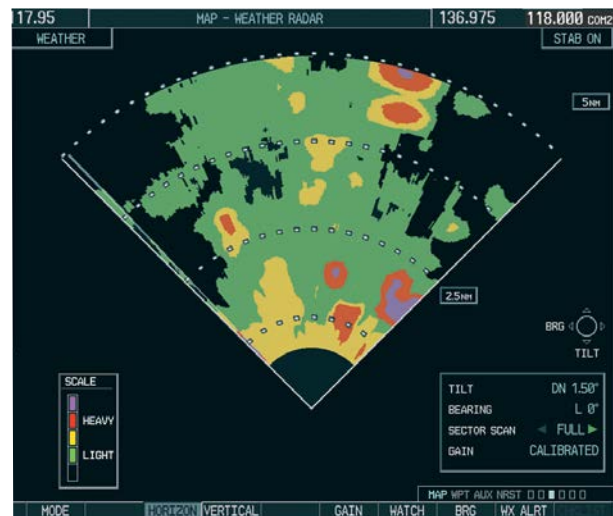 17.95 MAP - WEATHER RADAR 136.975 118.000 COM2
WEATHER STAB ON
5NM
2.5NM
BRG
TILT
SCALE
HEAVY
LIGHT
TILT DN 1.50°
BEARING L 0°
SECTOR SCAN FULL
GAIN CALIBRATED
MAP WPT AUX NRST
MODE HORIZON VERTICAL GAIN WATCH BRG WX ALRT